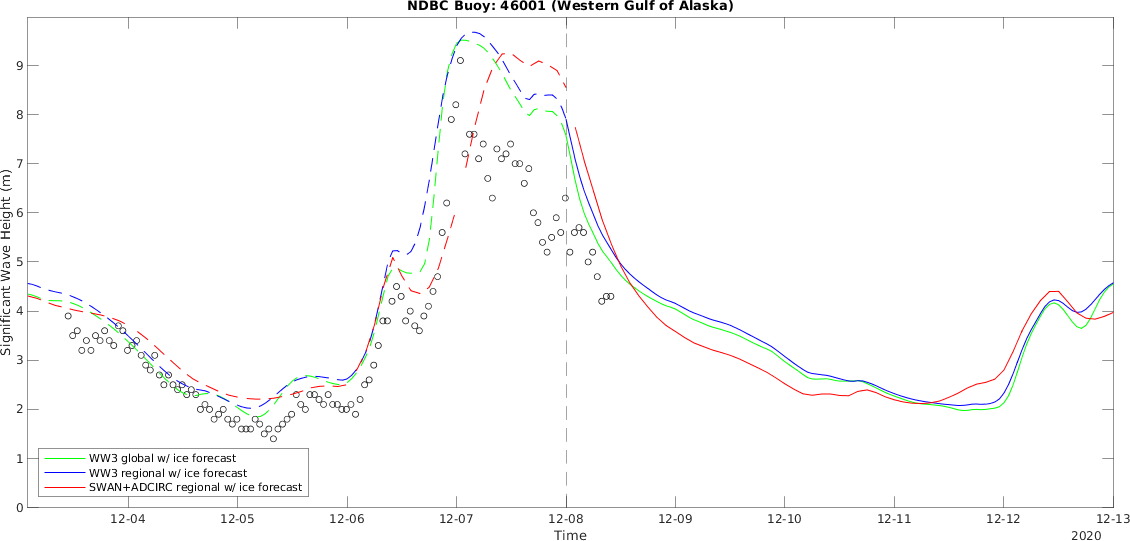 NDBC Buoy: 46001 (Western Gulf of Alaska)
Significant Wave Height (m)
9
8
7
6
5
4
3
2
1
0
WW3 global w/ ice forecast
WW3 regional w/ ice forecast
SWAN+ADCIRC regional w/ ice forecast
12-04 12-05 12-06 12-07 12-08 12-09 12-10 12-11 12-12 12-13
Time
2020